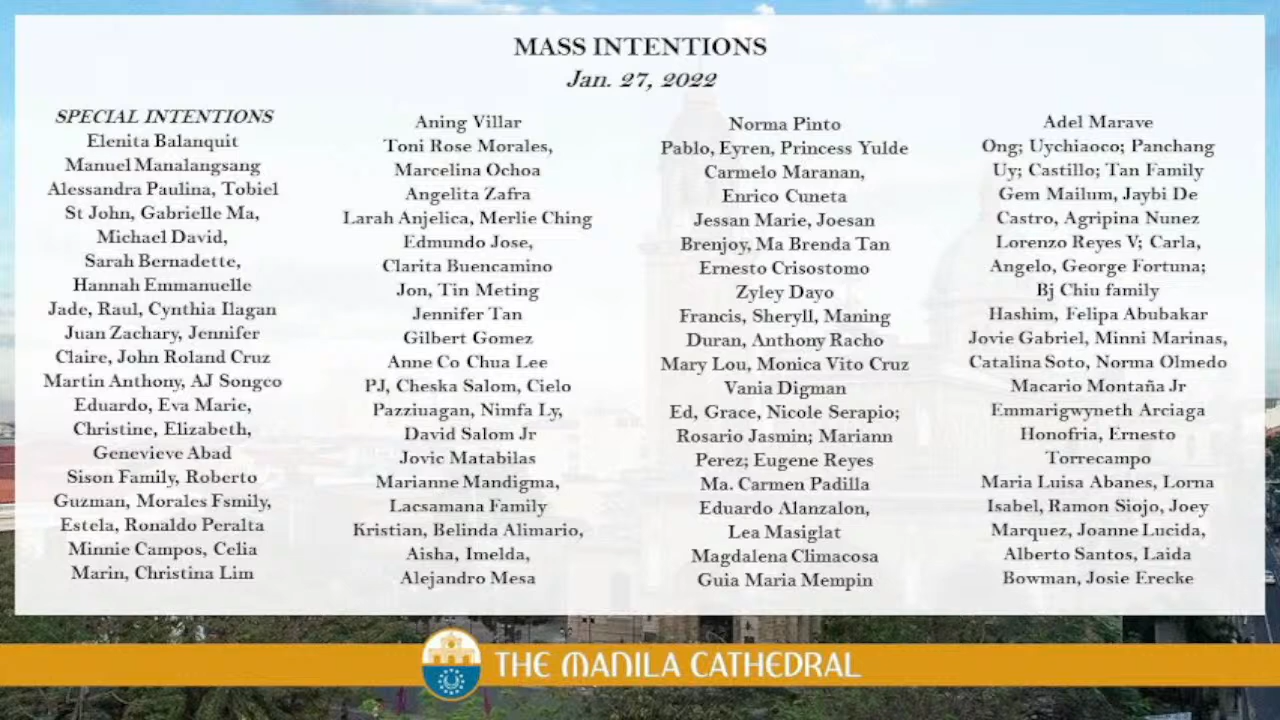 MASS INTENTIONS
Jan. 27, 2022
SPECIAL INTENTIONS
Elenita Balanquit
Manuel Manalangsang
Alessandra Paulina, Tobiel
St John, Gabrielle Ma,
Michael David,
Sarah Bernadette,
Hannah Emmanuelle
Jade, Raul, Cynthia Ilagan
Juan Zachary, Jennifer
Claire, John Roland Cruz
Martin Anthony, AJ Songco
Eduardo, Eva Marie,
Christine, Elizabeth,
Genevieve Abad
Sison Family, Roberto
Guzman, Morales Fsmily,
Estela, Ronaldo Peralta
Minnie Campos, Celia
Marin, Christina Lim
Aning Villar
Toni Rose Morales,
Marcelina Ochoa
Angelita Zafra
Larah Anjelica, Merlie Ching
Edmundo Jose,
Clarita Buencamino
Jon, Tin Meting
Jennifer Tan
Gilbert Gomez
Anne Co Chua Lee
PJ, Cheska Salom, Cielo
Pazziuagan, Nimfa Ly,
David Salom Jr
Jovic Matabilas
Marianne Mandigma,
Lacsamana Family
Kristian, Belinda Alimario,
Aisha, Imelda,
Alejandro Mesa
Norma Pinto
Pablo, Eyren, Princess Yulde
Carmelo Maranan,
Enrico Cuneta
Jessan Marie, Joesan
Brenjoy, Ma Brenda Tan
Ernesto Crisostomo
Zyley Dayo
Francis, Sheryll, Maning
Duran, Anthony Racho
Mary Lou, Monica Vito Cruz
Vania Digman
Ed, Grace, Nicole Serapio;
Rosario Jasmin; Mariann
Perez; Eugene Reyes
Ma. Carmen Padilla
Eduardo Alanzalon,
Lea Masiglat
Magdalena Climacosa
Guia Maria Mempin
Adel Marave
Ong; Uychiaoco; Panchang
Uy; Castillo; Tan Family
Gem Mailum, Jaybi De
Castro, Agripina Nunez
Lorenzo Reyes V; Carla,
Angelo, George Fortuna;
Bj Chiu family
Hashim, Felipa Abubakar
Jovie Gabriel, Minni Marinas,
Catalina Soto, Norma Olmedo
Macario Montaña Jr
Emmarigwyneth Arciaga
Honofria, Ernesto
Torrecampo
Maria Luisa Abanes, Lorna
Isabel, Ramon Siojo, Joey
Marquez, Joanne Lucida,
Alberto Santos, Laida
Bowman, Josie Erecke
THE MANILA CATHEDRAL